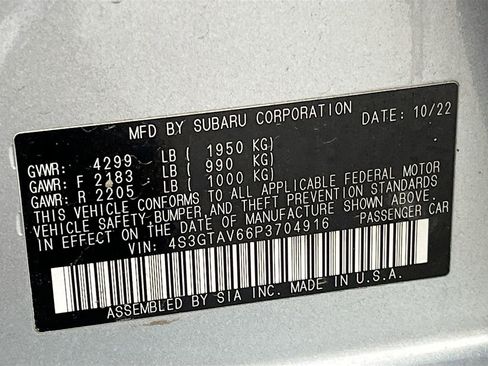 MFD BY SUBARU CORPORATION DATE: 10/22
GVWR: 4299 LB ( 1950 KG)
GAWR: F 2183 LB ( 990 KG)
GAWR: R 2205 LB ( 1000 KG)
THIS VEHICLE CONFORMS TO ALL APPLICABLE FEDERAL MOTOR
VEHICLE SAFETY,BUMPER,AND THEFT PREVENTION STANDARDS
IN EFFECT ON THE DATE OF MANUFACTURE SHOWN ABOVE.
VIN: 4S3GTAV66P3704916 PASSENGER CAR
ASSEMBLED BY SIA INC. MADE IN U.S.A.